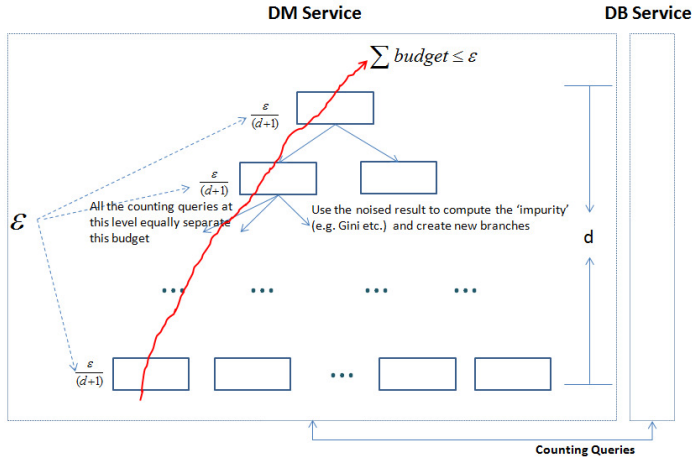 DM Service
DB Service
∑ budget ≤ ε
ε/(d+1)
ε/(d+1)
All the counting queries at
this level equally separate
this budget
Use the noised result to compute the ‘impurity’
(e.g. Gini etc.) and create new branches
ε
d
... ... ... ...
ε/(d+1)
...
Counting Queries